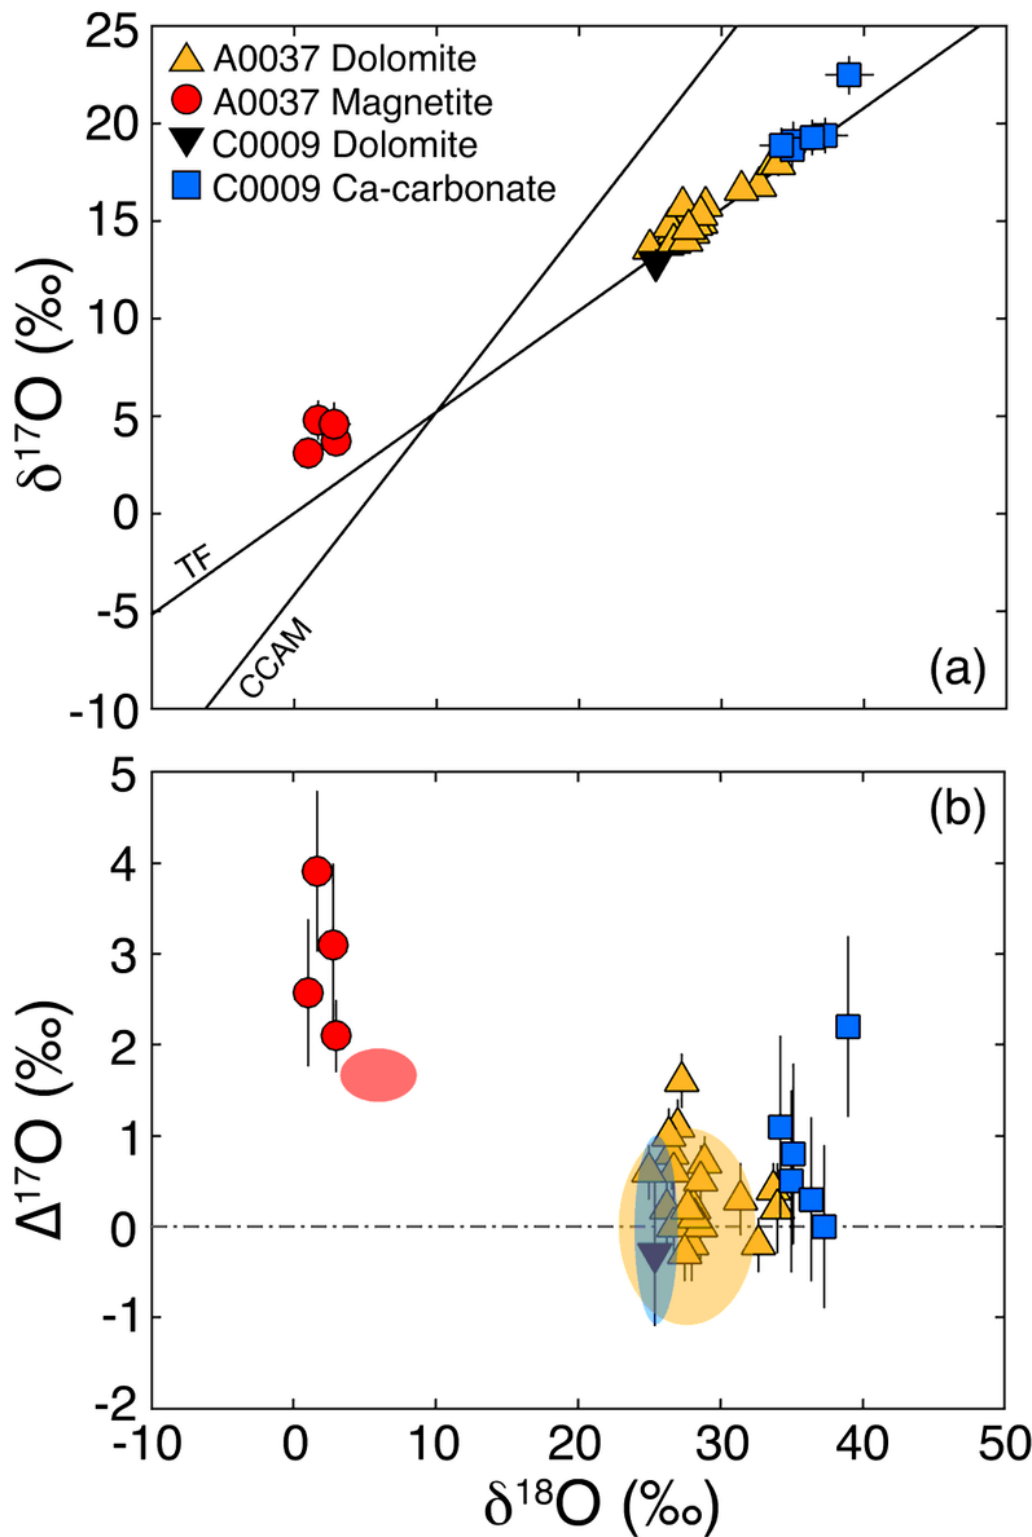 25
20
15
10
5
0
-5
-10
δ¹⁷O (‰)
A0037 Dolomite
A0037 Magnetite
C0009 Dolomite
C0009 Ca-carbonate
TF
CCAM
(a)
5
4
3
2
1
0
-1
-2
Δ¹⁷O (‰)
(b)
-10 0 10 20 30 40 50
δ¹⁸O (‰)